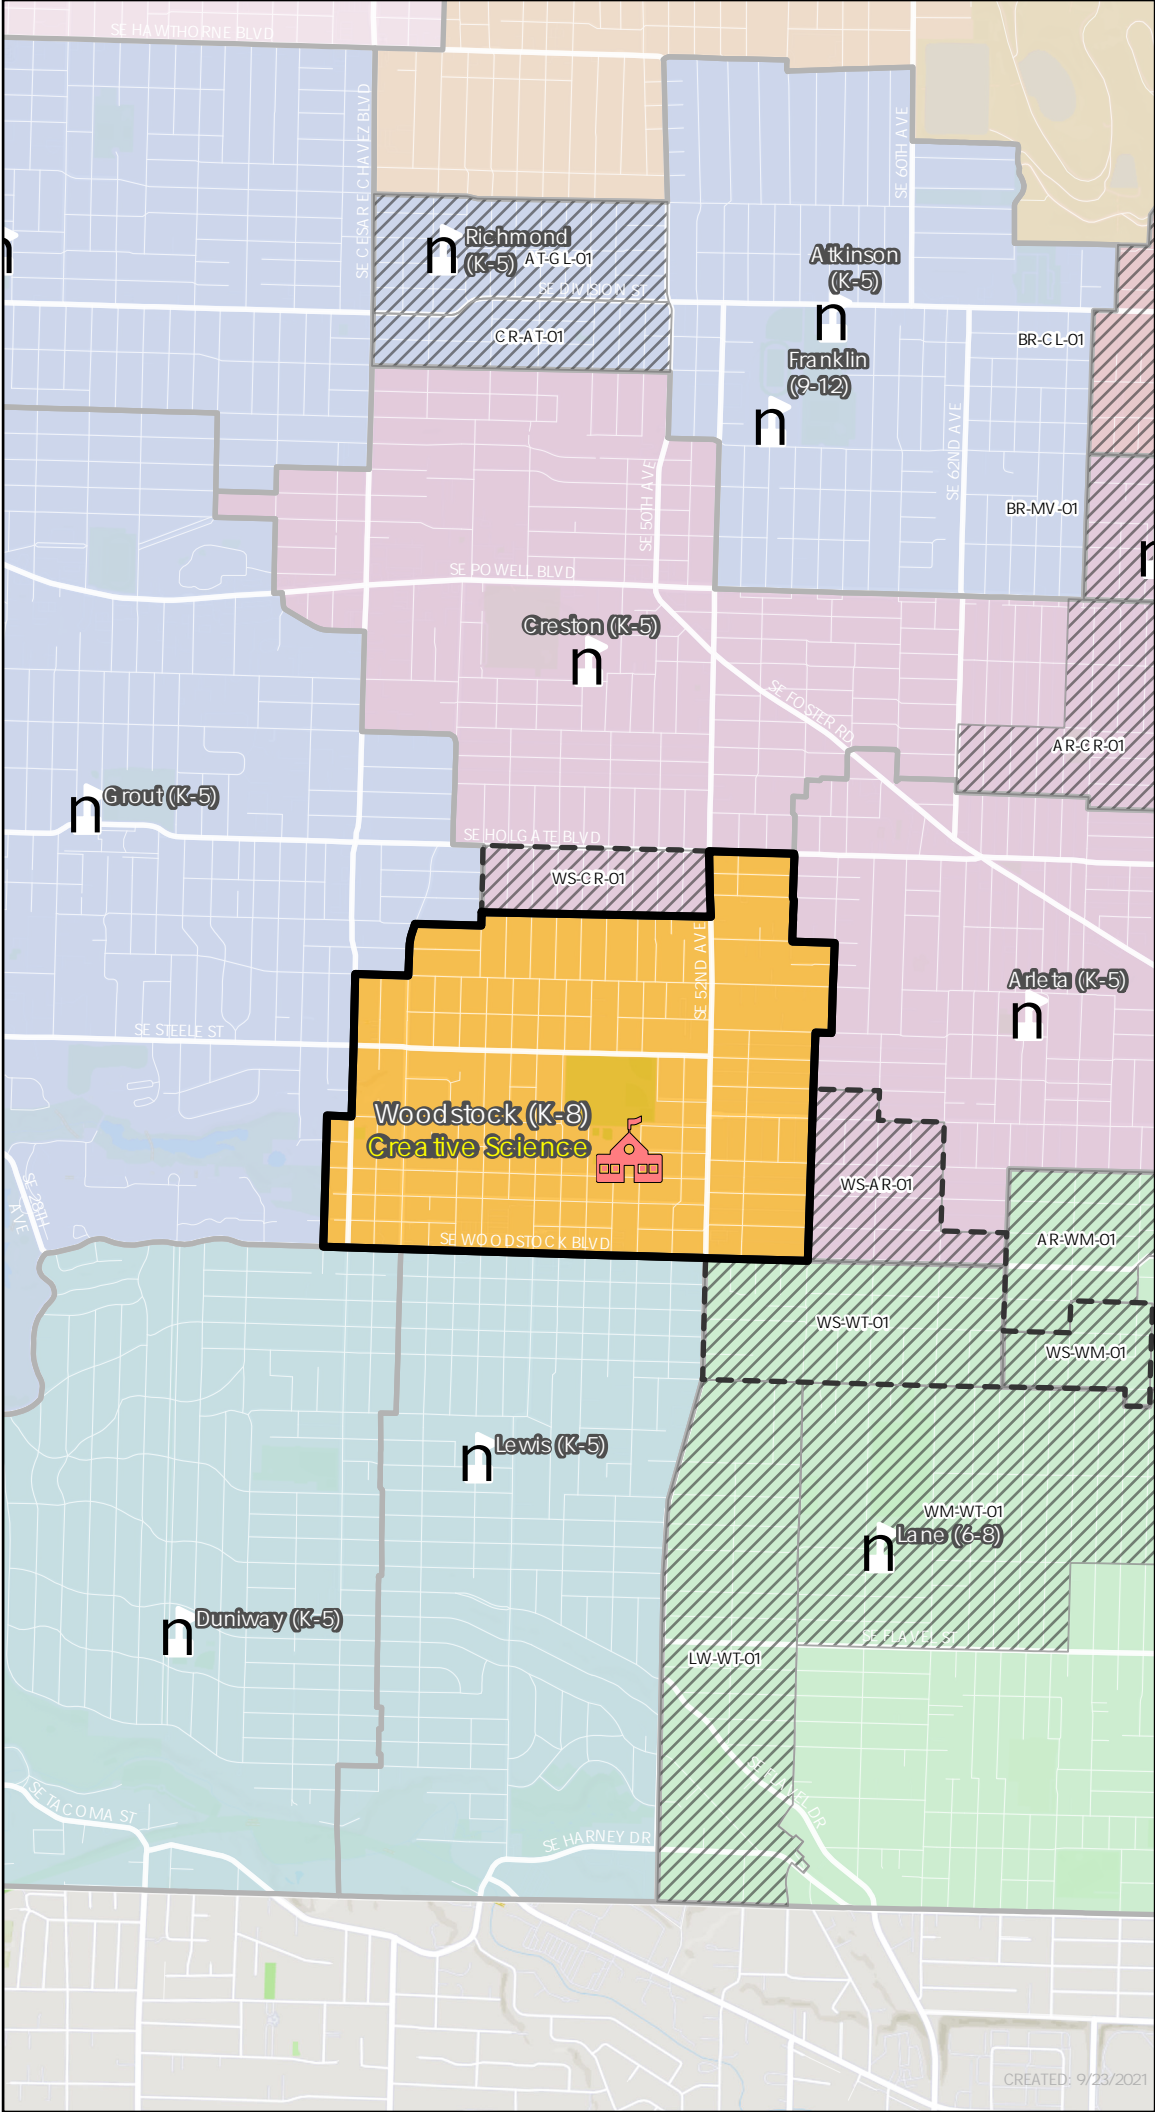 SE HAWTHORNE BLVD
SE CESAR E CHAVEZ BLVD
SE 60TH AVE
Richmond
(K-5)
AT-GL-01
Atkinson
(K-5)
SE DIVISION ST
CR-AT-01
BR-CL-01
Franklin
(9-12)
SE 62ND AVE
SE 50TH AVE
BR-MV-01
SE POWELL BLVD
Creston (K-5)
SE FOSTER RD
AR-CR-01
Grout (K-5)
SE HOLGATE BLVD
WS-CR-01
SE 52ND AVE
Arleta (K-5)
SE STEELE ST
Woodstock (K-8)
Creative Science
WS-AR-01
SE 28TH
AVE
SE WOODSTOCK BLVD
AR-WM-01
WS-WT-01
WS-WM-01
Lewis (K-5)
WM-WT-01
Lane (6-8)
Duniway (K-5)
SE FLAVEL ST
LW-WT-01
SE FLAVEL DR
SE TACOMA ST
SE HARNEY DR
CREATED: 9/23/2021